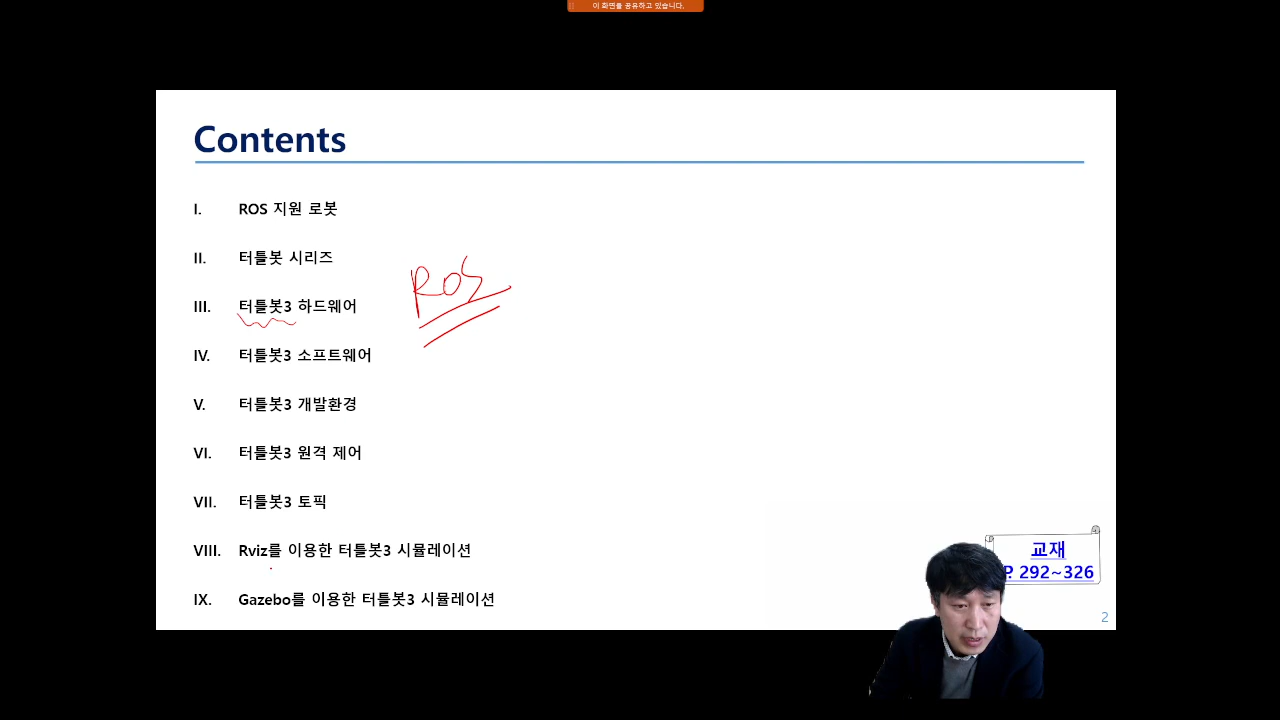 이 화면을 공유하고 있습니다.
Contents
I. ROS 지원 로봇
II. 터틀봇 시리즈
III. 터틀봇3 하드웨어
ROS
IV. 터틀봇3 소프트웨어
V. 터틀봇3 개발환경
VI. 터틀봇3 원격 제어
VII. 터틀봇3 토픽
VIII. Rviz를 이용한 터틀봇3 시뮬레이션
IX. Gazebo를 이용한 터틀봇3 시뮬레이션
교재
P. 292~326
2